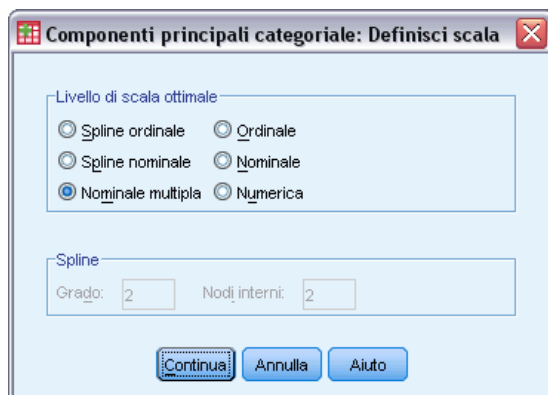 Componenti principali categoriale: Definisci scala
Livello di scala ottimale
Spline ordinale Ordinale
Spline nominale Nominale
Nominale multipla Numerica
Spline
Grado: 2 Nodi interni: 2
Continua Annulla Aiuto